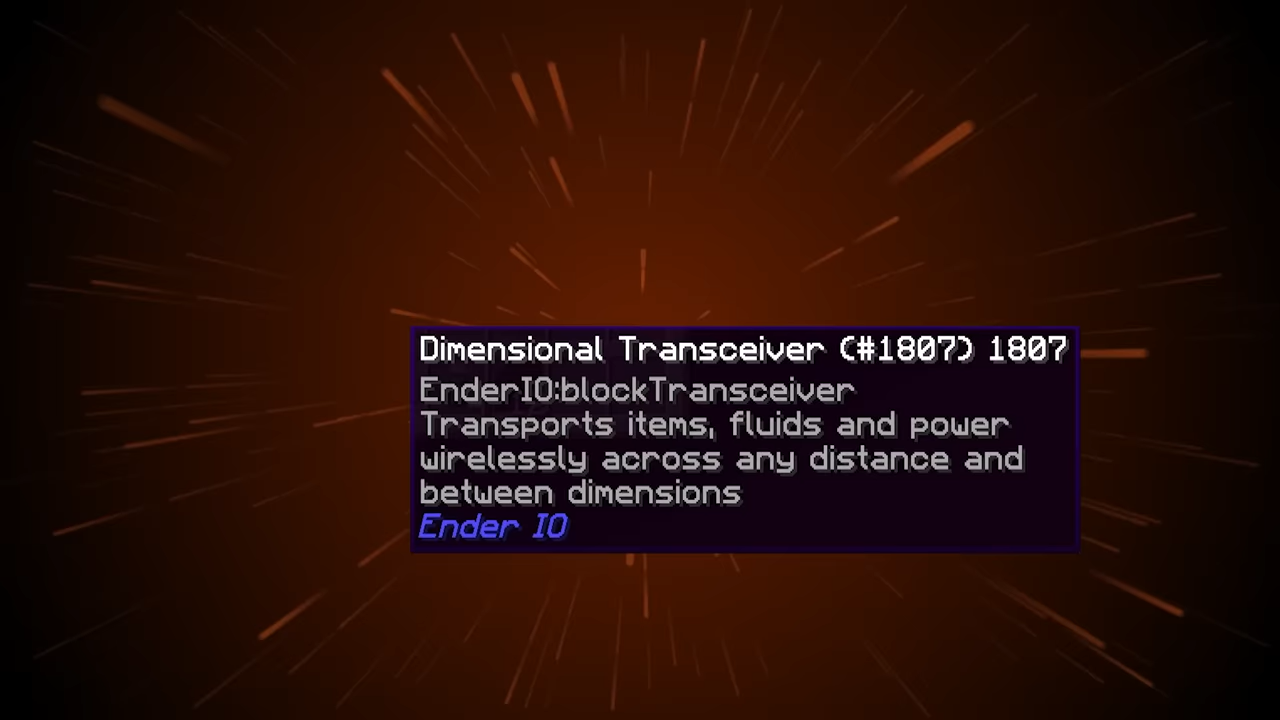 Dimensional Transceiver (#1807) 1807
EnderIO:blockTransceiver
Transports items, fluids and power
wirelessly across any distance and
between dimensions
Ender IO